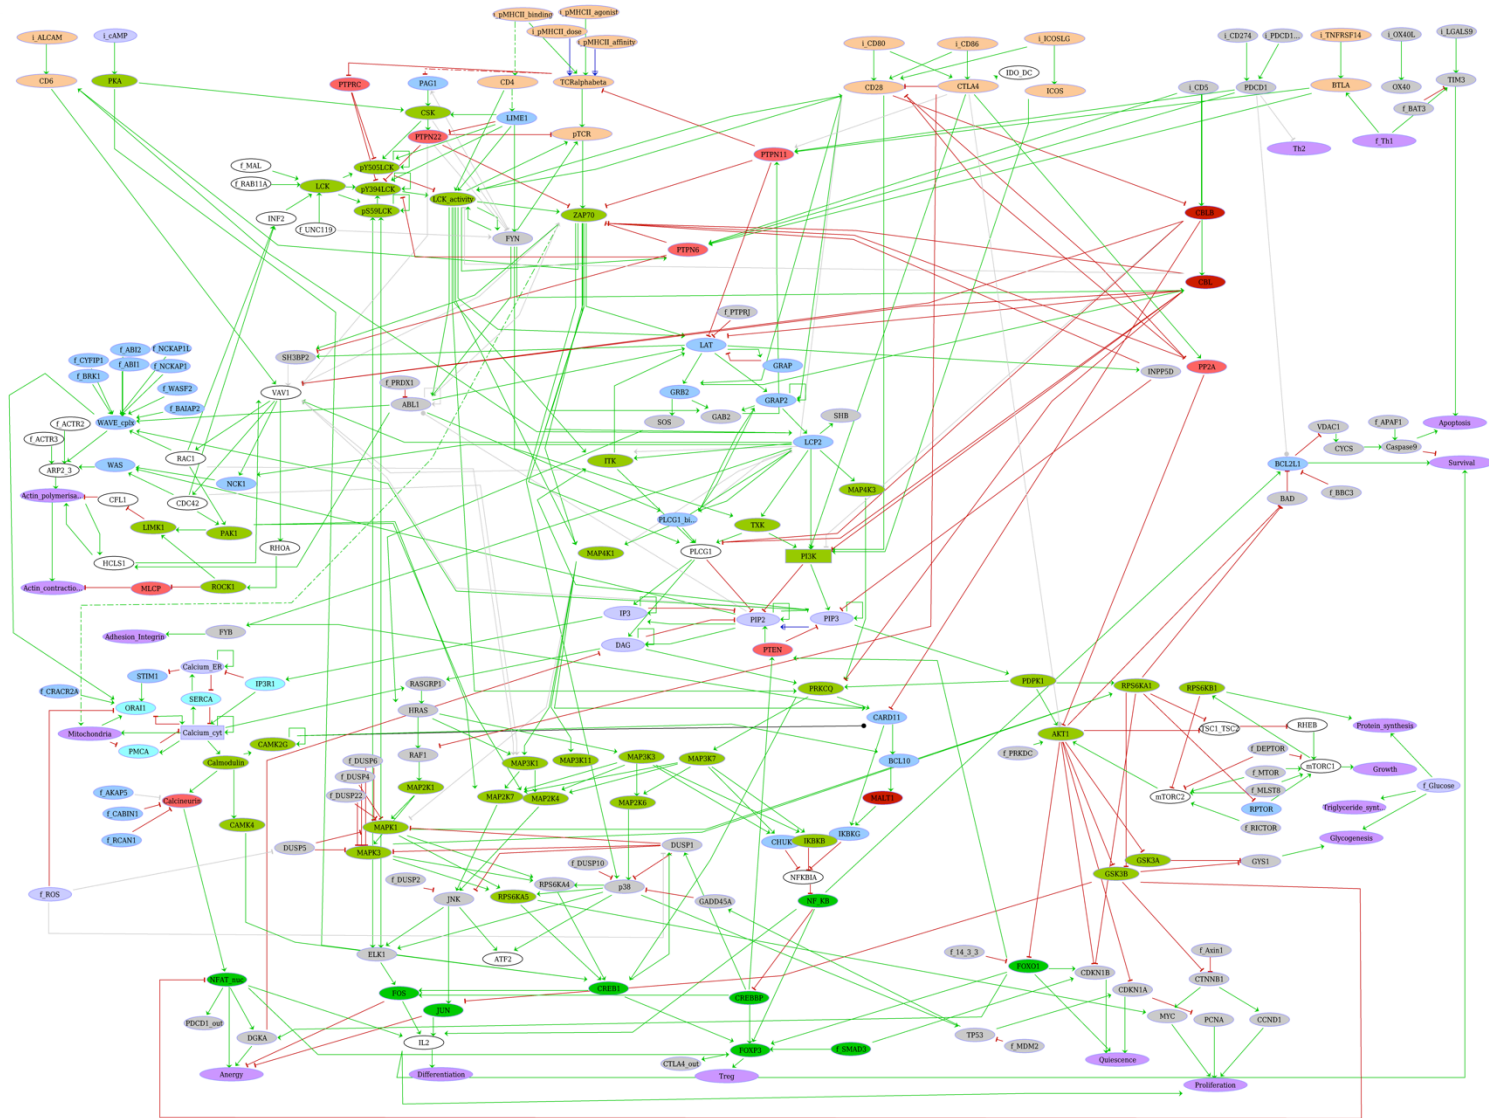 i_pMHCII_binding
i_pMHCII_agonist
i_ALCAM
i_cAMP
i_pMHCII_dose
i_pMHCII_affinity
i_CD80
i_CD86
i_ICOSLG
i_CD274
i_PDCD1...
i_TNFRSF14
i_OX40L
i_LGALS9
CD6
PKA
PTPRC
PAG1
CD4
TCRalphabeta
CD28
CTLA4
IDO_DC
ICOS
i_CD5
PDCD1
BTLA
OX40
TIM3
f_BAT3
CSK
LIME1
PTPN22
pTCR
PTPN11
Tb2
f_Th1
f_MAL
f_RAB11A
LCK
pY505LCK
pY394LCK
pS59LCK
LCK_activity
ZAP70
CBLB
INF2
f_UNC119
FYN
PTPN6
CBL
f_PTPRJ
SH3BP2
LAT
GRAP
INPP5D
PP2A
f_CYFIP1
f_ABI2
f_NCKAP1L
f_BRK1
f_ABI1
f_NCKAP1
f_WASF2
f_BAIAP2
WAVE_cplx
VAV1
f_PRDX1
ABL1
GRB2
GRAP2
SOS
GAB2
SHB
f_ACTR2
f_ACTR3
RAC1
LCP2
VDAC1
f_APAF1
CYCS
Caspase9
Apoptosis
Survival
ARP2_3
WAS
NCK1
ITK
BCL2L1
MAP4K3
BAD
f_BBC3
Actin_polymerisa...
CFL1
CDC42
LIMK1
PAK1
PLCG1_bi...
TXK
HCLS1
RHOA
MAP4K1
PLCG1
PI3K
Actin_contractio...
MLCP
ROCK1
IP3
PIP2
PIP3
Adhesion_Integrin
FYB
DAG
PTEN
Calcium_ER
STIM1
IP3R1
RASGRP1
PRKCQ
PDPK1
RPS6KA1
RPS6KB1
f_CRACR2A
ORAI1
SERCA
HRAS
CARD11
Protein_synthesis
Mitochondria
Calcium_cyt
PMCA
CAMK2G
RAF1
AKT1
f_PRKDC
TSC1_TSC2
RHEB
f_DEPTOR
mTORC1
Growth
Calmodulin
MAP3K1
MAP3K11
MAP3K3
MAP3K7
BCL10
f_MTOR
f_MLST8
mTORC2
RPTOR
f_RICTOR
f_Glucose
Triglyceride_synt...
Glycogenesis
f_DUSP6
f_DUSP4
f_DUSP22
MAP2K1
MAP2K7
MAP2K4
MAP2K6
MALT1
f_AKAP5
Calcineurin
f_CABIN1
f_RCAN1
CAMK4
MAPK1
MAPK3
DUSP5
DUSP1
CHUK
IKBKB
IKBKG
GSK3A
GYS1
GSK3B
f_DUSP10
f_DUSP2
NFKBIA
f_ROS
RPS6KA4
RPS6KA5
p38
JNK
GADD45A
NF_KB
ELK1
ATF2
f_14_3_3
FOXO1
CDKN1B
f_Axin1
CTNNB1
CDKN1A
NFAT_nuc
FOS
CREB1
CREBBP
JUN
MYC
PCNA
CCND1
PDCD1_out
DGKA
IL2
TP53
f_MDM2
CTLA4_out
FOXP3
f_SMAD3
Quiescence
Anergy
Differentiation
Treg
Proliferation